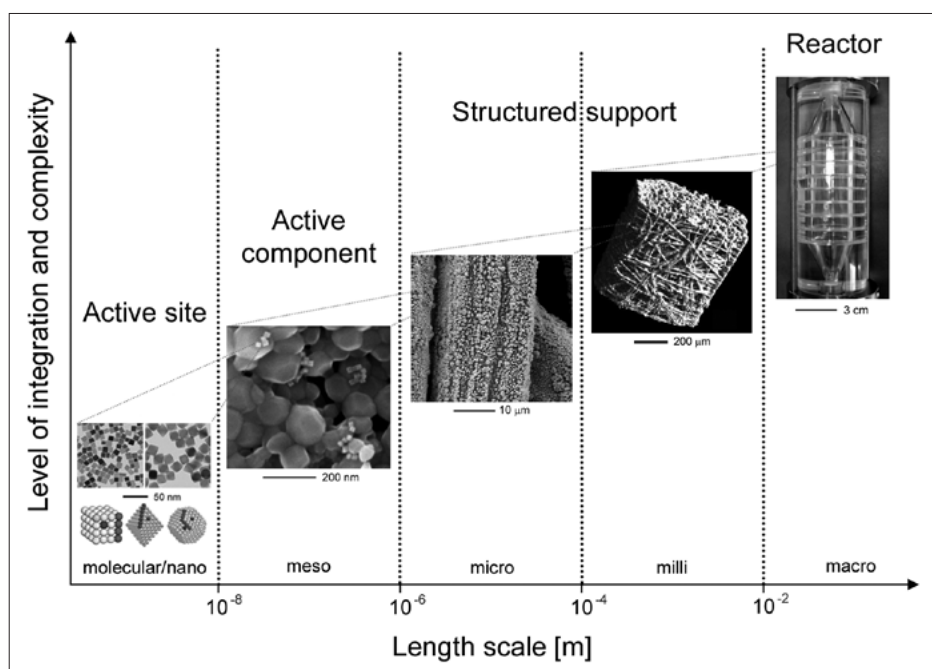 Reactor
Structured support
Active
component
Active site
Level of integration and complexity
3 cm
200 μm
10 μm
200 nm
50 nm
molecular/nano
meso
micro
milli
macro
10-8
10-6
10-4
10-2
Length scale [m]